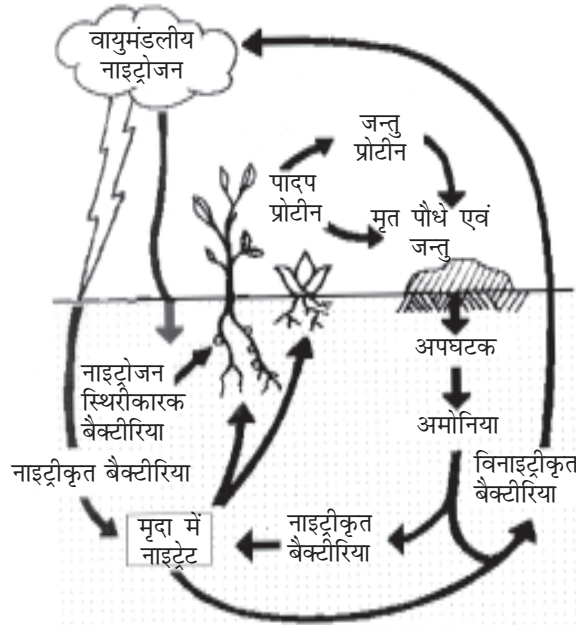 वायुमंडलीय
नाइट्रोजन
जन्तु
प्रोटीन
पादप
प्रोटीन
मृत पौधे एवं
जन्तु
अपघटक
नाइट्रोजन
स्थिरीकारक
बैक्टीरिया
अमोनिया
नाइट्रीकृत बैक्टीरिया
विनाइट्रीकृत
बैक्टीरिया
मृदा में
नाइट्रेट
नाइट्रीकृत
बैक्टीरिया